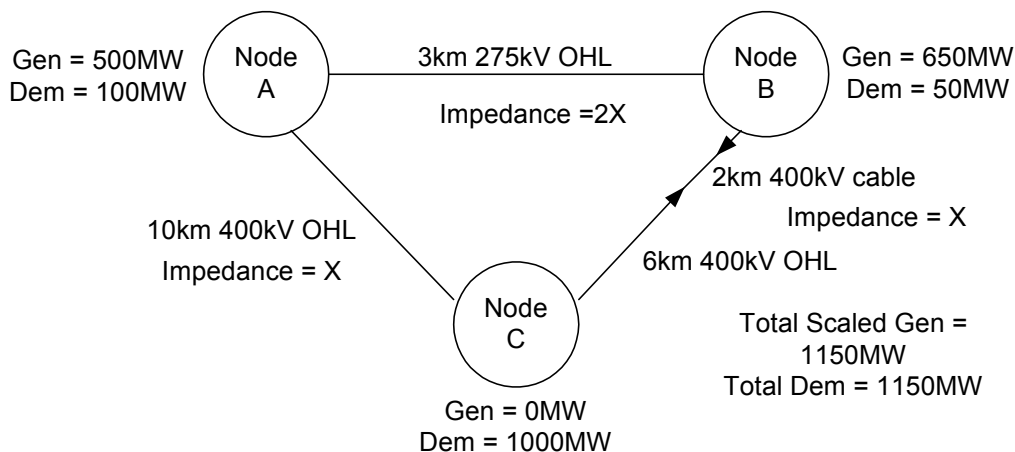 Gen = 500MW
Dem = 100MW
Node
A
3km 275kV OHL
Impedance =2X
Node
B
Gen = 650MW
Dem = 50MW
2km 400kV cable
Impedance = X
6km 400kV OHL
10km 400kV OHL
Impedance = X
Node
C
Gen = 0MW
Dem = 1000MW
Total Scaled Gen =
1150MW
Total Dem = 1150MW